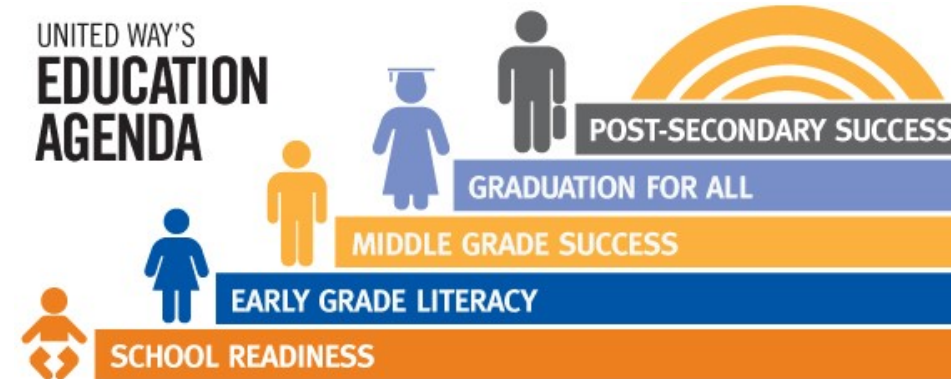 UNITED WAY'S
EDUCATION
AGENDA
POST-SECONDARY SUCCESS
GRADUATION FOR ALL
MIDDLE GRADE SUCCESS
EARLY GRADE LITERACY
SCHOOL READINESS